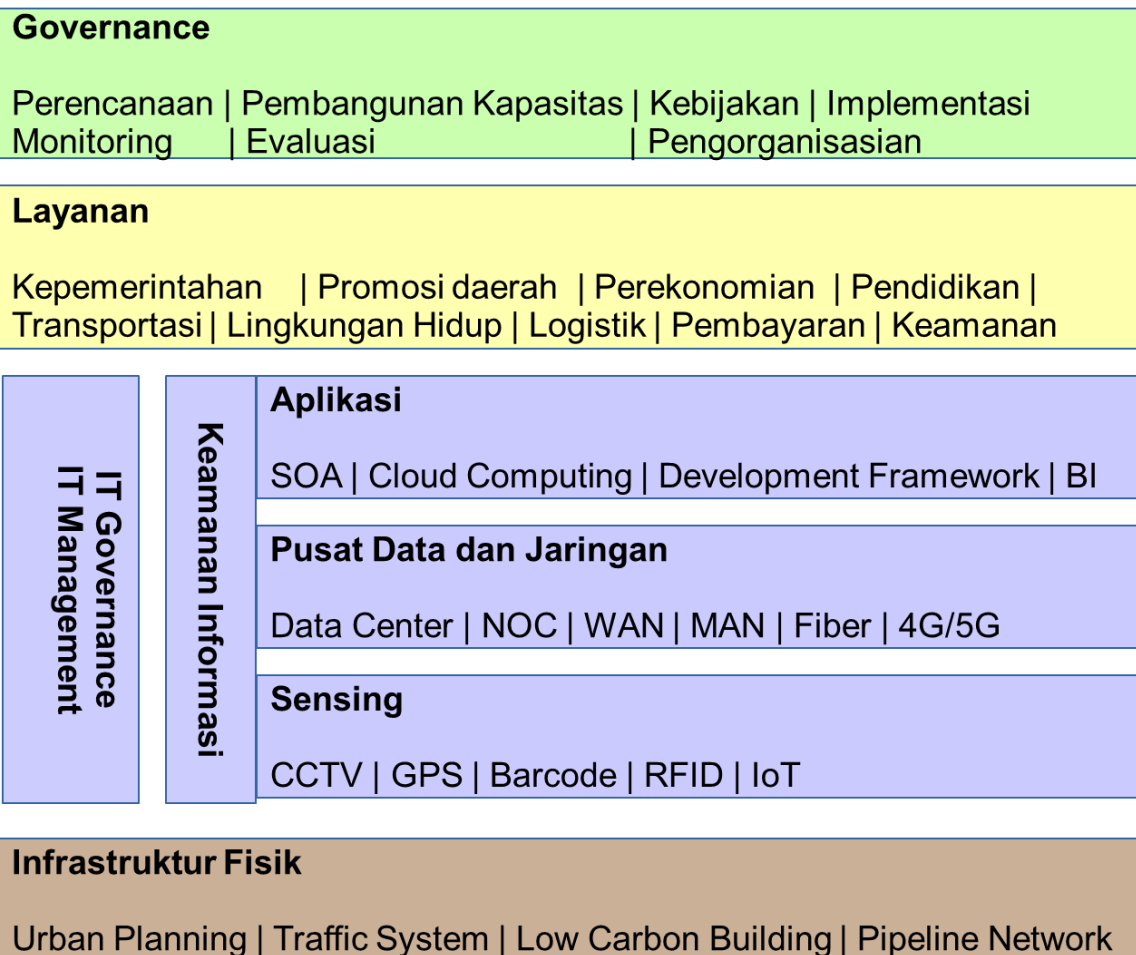 Governance
Perencanaan | Pembangunan Kapasitas | Kebijakan | Implementasi
Monitoring | Evaluasi | Pengorganisasian
Layanan
Kepemerintahan | Promosi daerah | Perekonomian | Pendidikan |
Transportasi | Lingkungan Hidup | Logistik | Pembayaran | Keamanan
IT Governance
IT Management
Keamanan Informasi
Aplikasi
SOA | Cloud Computing | Development Framework | BI
Pusat Data dan Jaringan
Data Center | NOC | WAN | MAN | Fiber | 4G/5G
Sensing
CCTV | GPS | Barcode | RFID | IoT
Infrastruktur Fisik
Urban Planning | Traffic System | Low Carbon Building | Pipeline Network